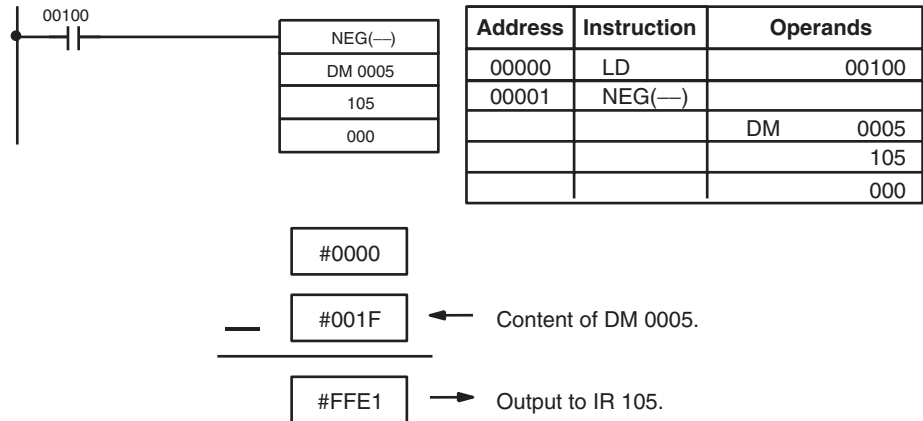 00100
NEG(––)
DM 0005
105
000
Address Instruction Operands
00000 LD 00100
00001 NEG(––)
DM 0005
105
000
#0000
— #001F Content of DM 0005.
#FFE1 Output to IR 105.